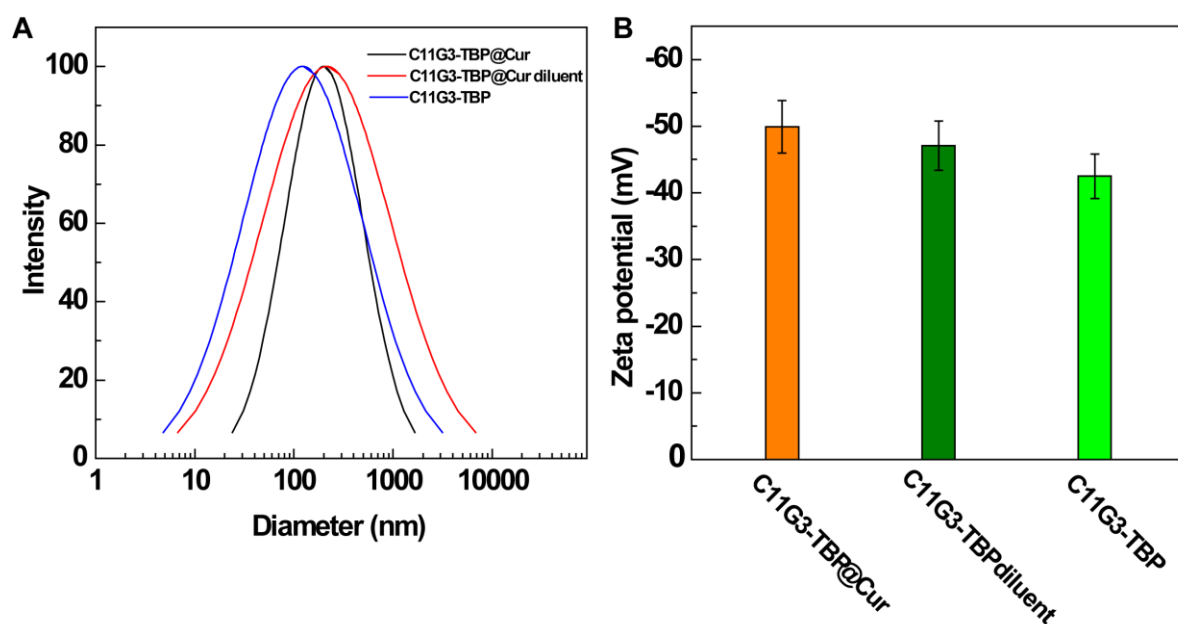 A
Intensity
100
80
60
40
20
0
C11G3-TBP@Cur
C11G3-TBP@Cur diluent
C11G3-TBP
1
10
100
1000
10000
Diameter (nm)
B
Zeta potential (mV)
-60
-50
-40
-30
-20
-10
0
C11G3-TBP@Cur
C11G3-TBPdiluent
C11G3-TBP